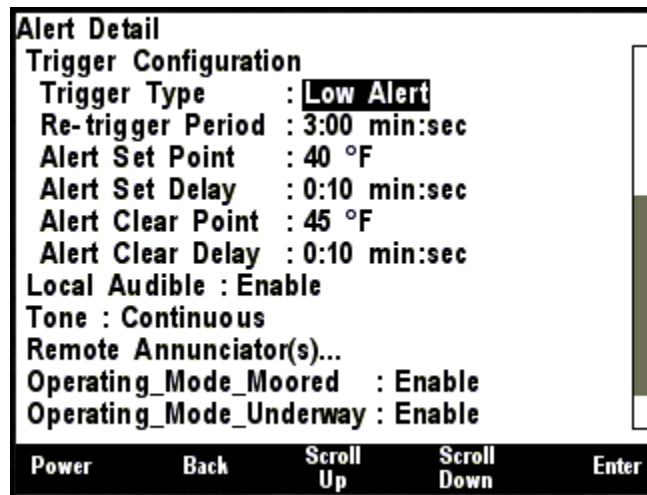 Alert Detail
Trigger Configuration
Trigger Type : Low Alert
Re-trigger Period : 3:00 min:sec
Alert Set Point : 40 °F
Alert Set Delay : 0:10 min:sec
Alert Clear Point : 45 °F
Alert Clear Delay : 0:10 min:sec
Local Audible : Enable
Tone : Continuous
Remote Annunciator(s)...
Operating_Mode_Moored : Enable
Operating_Mode_Underway : Enable
Power Back Scroll Up Scroll Down Enter